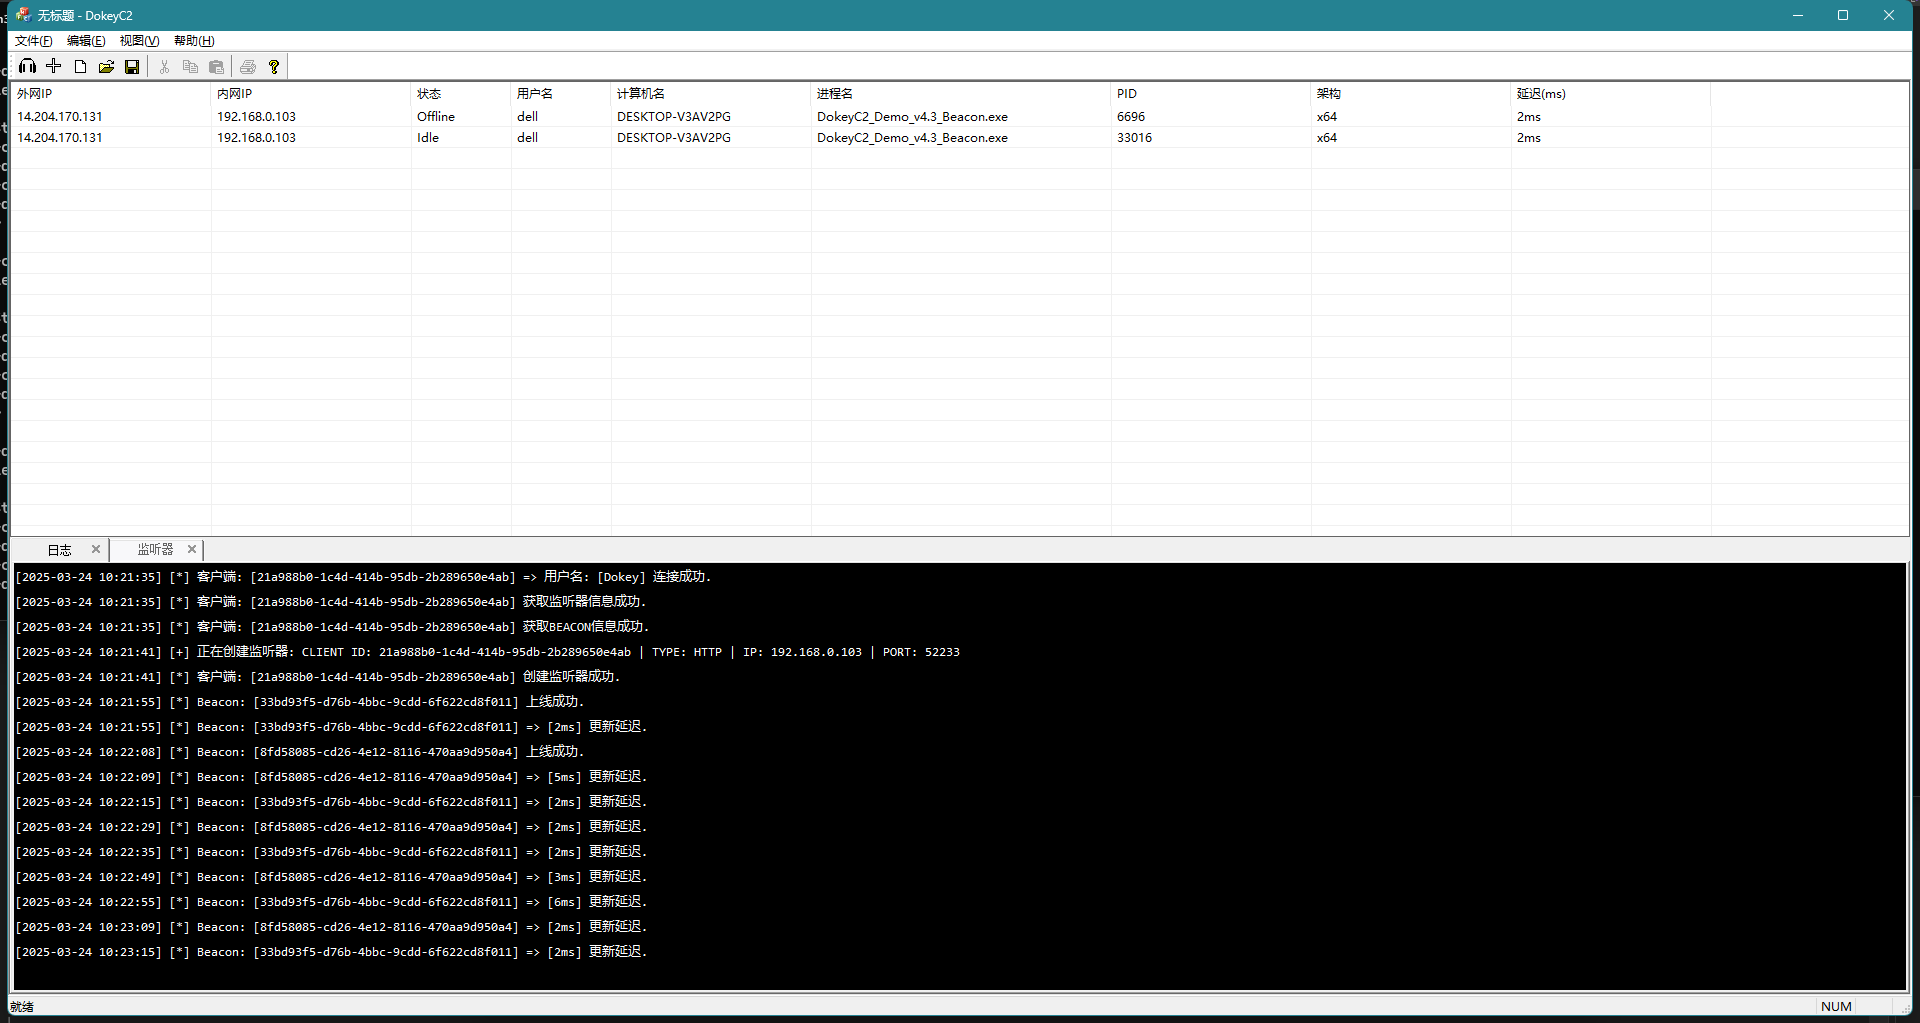 无标题 - DokeyC2
文件(F) 编辑(E) 视图(V) 帮助(H)
外网IP 内网IP 状态 用户名 计算机名 进程名 PID 架构 延迟(ms)
14.204.170.131 192.168.0.103 Offline dell DESKTOP-V3AV2PG DokeyC2_Demo_v4.3_Beacon.exe 6696 x64 2ms
14.204.170.131 192.168.0.103 Idle dell DESKTOP-V3AV2PG DokeyC2_Demo_v4.3_Beacon.exe 33016 x64 2ms
日志 监听器
[2025-03-24 10:21:35] [*] 客户端: [21a988b0-1c4d-414b-95db-2b289650e4ab] => 用户名: [Dokey] 连接成功.
[2025-03-24 10:21:35] [*] 客户端: [21a988b0-1c4d-414b-95db-2b289650e4ab] 获取监听器信息成功.
[2025-03-24 10:21:35] [*] 客户端: [21a988b0-1c4d-414b-95db-2b289650e4ab] 获取BEACON信息成功.
[2025-03-24 10:21:41] [+] 正在创建监听器: CLIENT ID: 21a988b0-1c4d-414b-95db-2b289650e4ab | TYPE: HTTP | IP: 192.168.0.103 | PORT: 52233
[2025-03-24 10:21:41] [*] 客户端: [21a988b0-1c4d-414b-95db-2b289650e4ab] 创建监听器成功.
[2025-03-24 10:21:55] [*] Beacon: [33bd93f5-d76b-4bbc-9cdd-6f622cd8f011] 上线成功.
[2025-03-24 10:21:55] [*] Beacon: [33bd93f5-d76b-4bbc-9cdd-6f622cd8f011] => [2ms] 更新延迟.
[2025-03-24 10:22:08] [*] Beacon: [8fd58085-cd26-4e12-8116-470aa9d950a4] 上线成功.
[2025-03-24 10:22:09] [*] Beacon: [8fd58085-cd26-4e12-8116-470aa9d950a4] => [5ms] 更新延迟.
[2025-03-24 10:22:15] [*] Beacon: [33bd93f5-d76b-4bbc-9cdd-6f622cd8f011] => [2ms] 更新延迟.
[2025-03-24 10:22:29] [*] Beacon: [8fd58085-cd26-4e12-8116-470aa9d950a4] => [2ms] 更新延迟.
[2025-03-24 10:22:35] [*] Beacon: [33bd93f5-d76b-4bbc-9cdd-6f622cd8f011] => [2ms] 更新延迟.
[2025-03-24 10:22:49] [*] Beacon: [8fd58085-cd26-4e12-8116-470aa9d950a4] => [3ms] 更新延迟.
[2025-03-24 10:22:55] [*] Beacon: [33bd93f5-d76b-4bbc-9cdd-6f622cd8f011] => [6ms] 更新延迟.
[2025-03-24 10:23:09] [*] Beacon: [8fd58085-cd26-4e12-8116-470aa9d950a4] => [2ms] 更新延迟.
[2025-03-24 10:23:15] [*] Beacon: [33bd93f5-d76b-4bbc-9cdd-6f622cd8f011] => [2ms] 更新延迟.
就绪 NUM